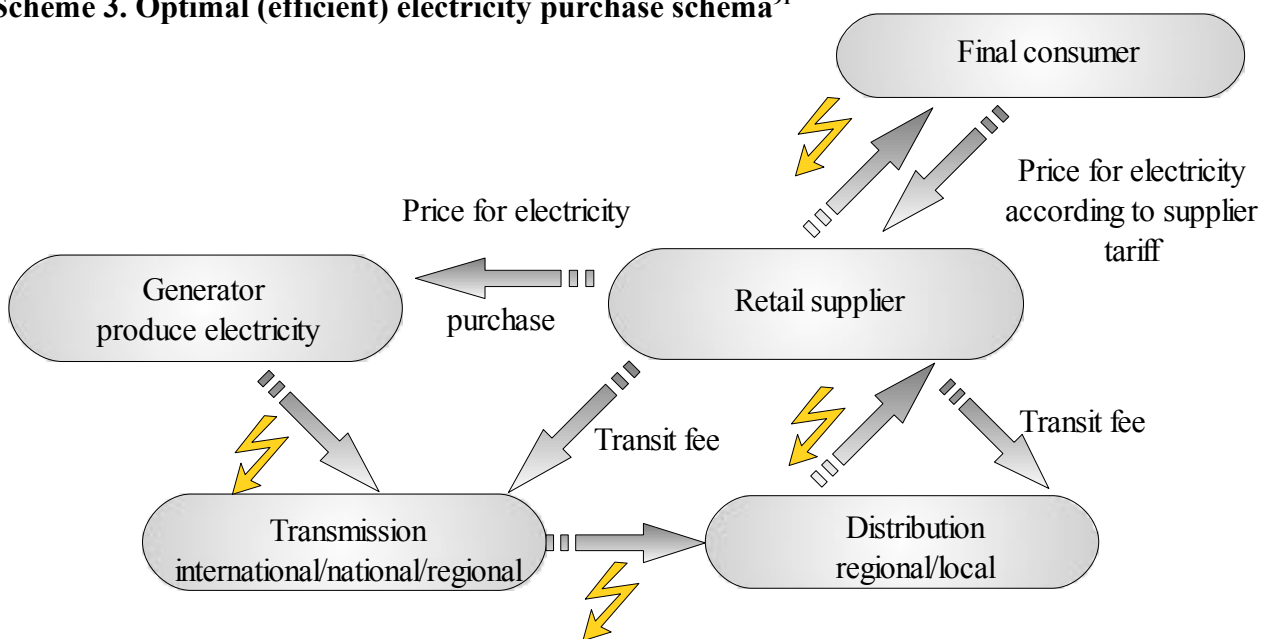 Scheme 3. Optimal (efficient) electricity purchase schema
Final consumer
Price for electricity
according to supplier
tariff
Price for electricity
purchase
Generator
produce electricity
Retail supplier
Transit fee
Transit fee
Transmission
international/national/regional
Distribution
regional/local